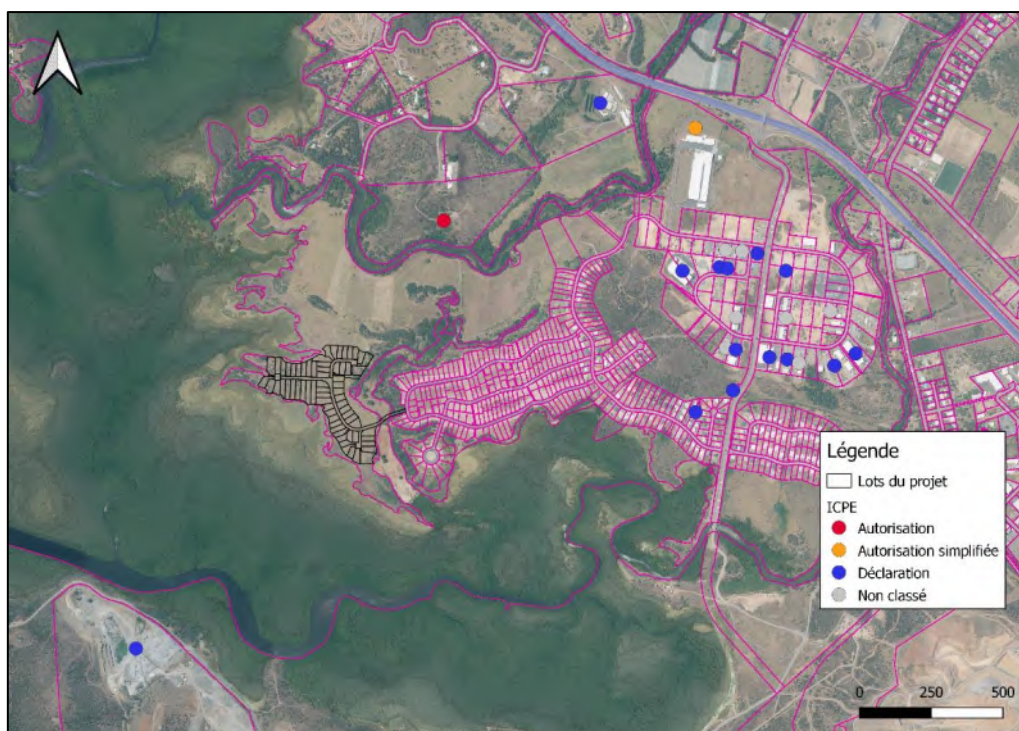 Légende
Lots du projet
ICPE
Autorisation
Autorisation simplifiée
Déclaration
Non classé
0 250 500